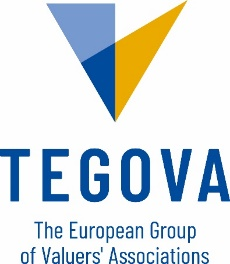 TEGOVA
The European Group
of Valuers' Associations